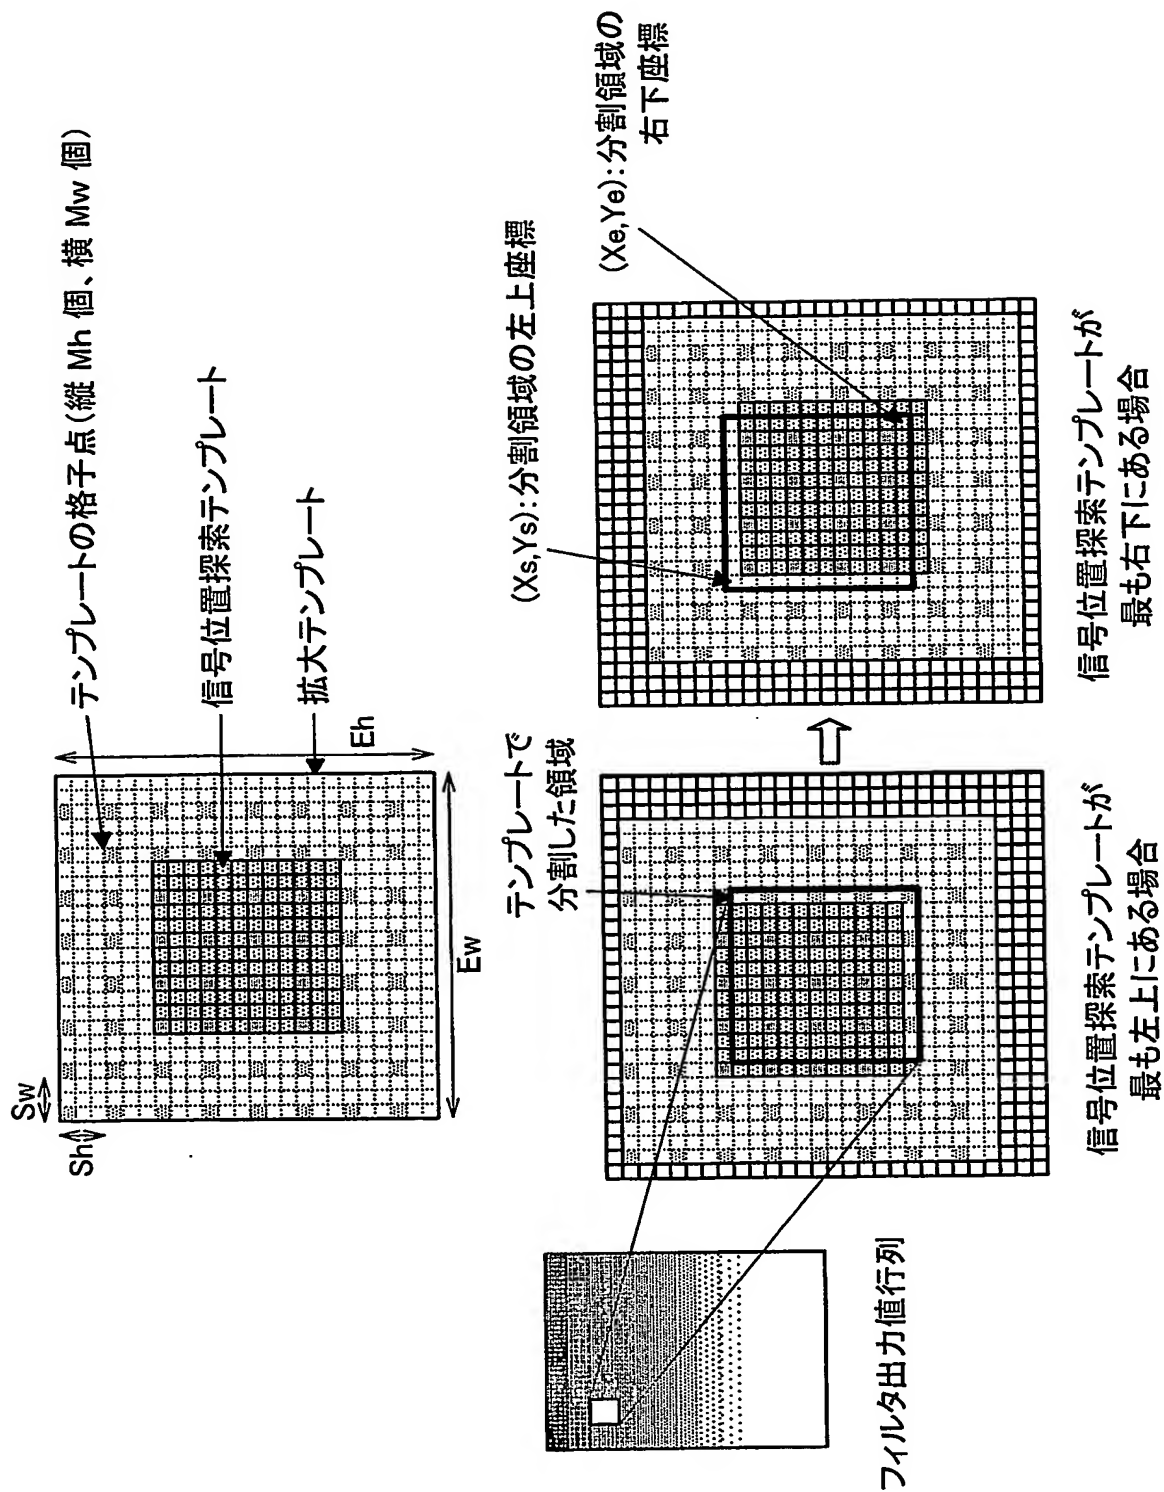 テンプレートの格子点(縦 Mh 個、横 Mw 個)
信号位置探索テンプレート
拡大テンプレート
Sw
Sh
Eh
Ew
フィルタ出力値行列
テンプレートで
分割した領域
(Xs,Ys):分割領域の左上座標
(Xe,Ye):分割領域の
右下座標
信号位置探索テンプレートが
最も左上にある場合
信号位置探索テンプレートが
最も右下にある場合